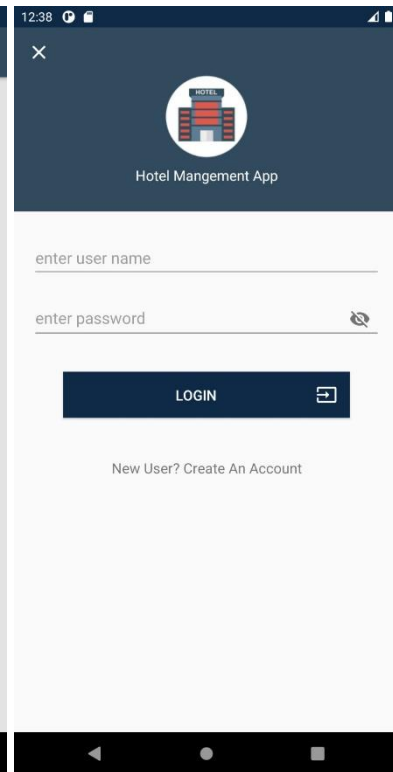 12:38
HOTEL
Hotel Mangement App
enter user name
enter password
LOGIN
New User? Create An Account